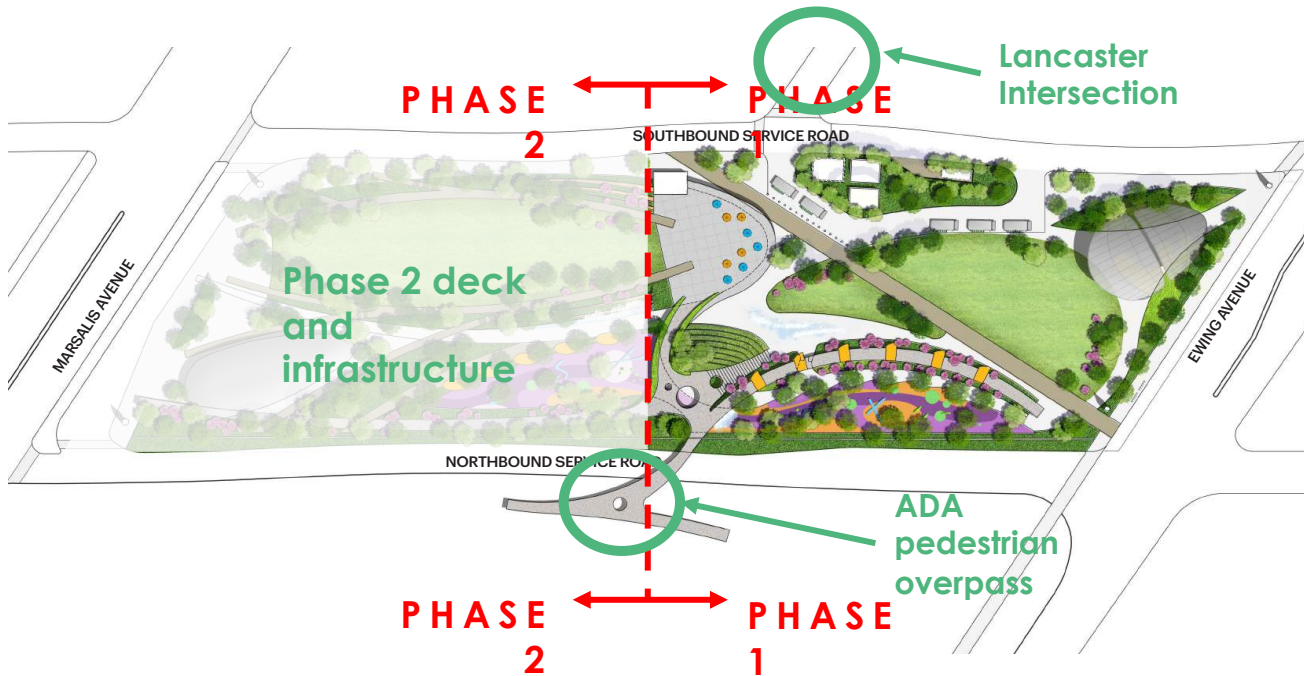 Lancaster
Intersection
PHASE
2
PHASE
1
SOUTHBOUND SERVICE ROAD
MARSALIS AVENUE
Phase 2 deck
and
infrastructure
EWING AVENUE
NORTHBOUND SERVICE ROAD
ADA
pedestrian
overpass
PHASE
2
PHASE
1